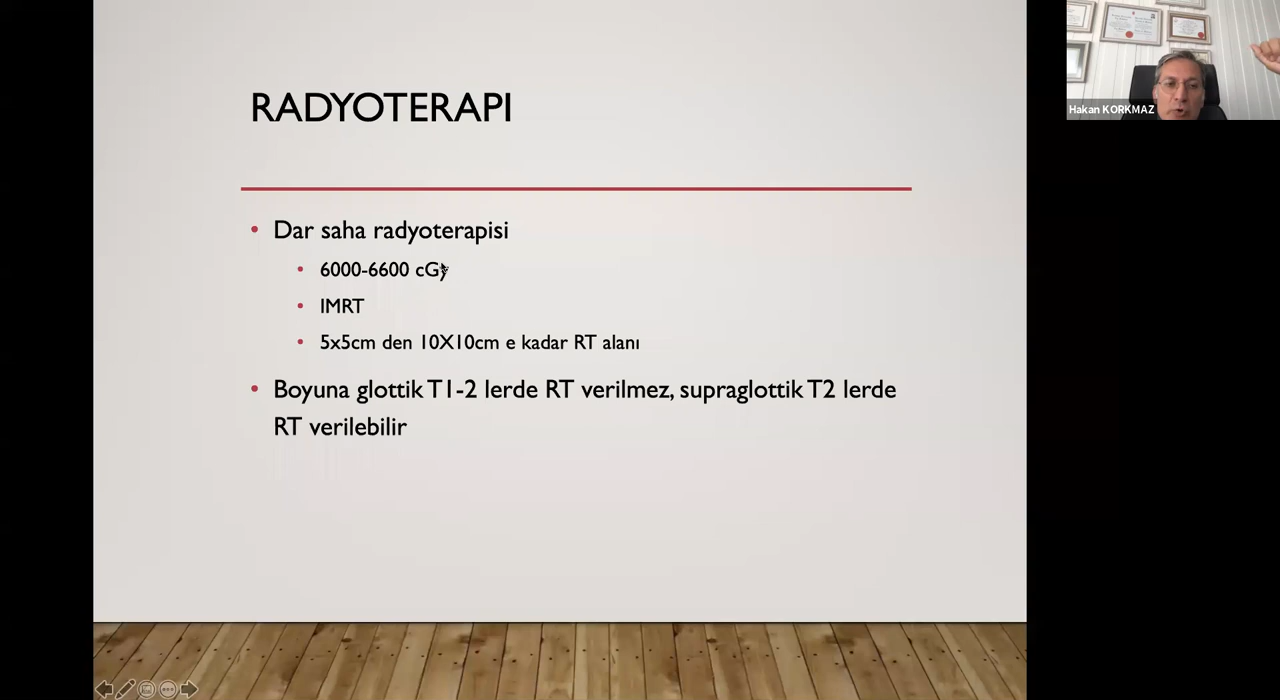 RADYOTERAPI
Hakan KORKMAZ
Dar saha radyoterapisi
6000-6600 cGy
IMRT
5x5cm den 10X10cm e kadar RT alanı
Boyuna glottik T1-2 lerde RT verilmez, supraglottik T2 lerde
RT verilebilir